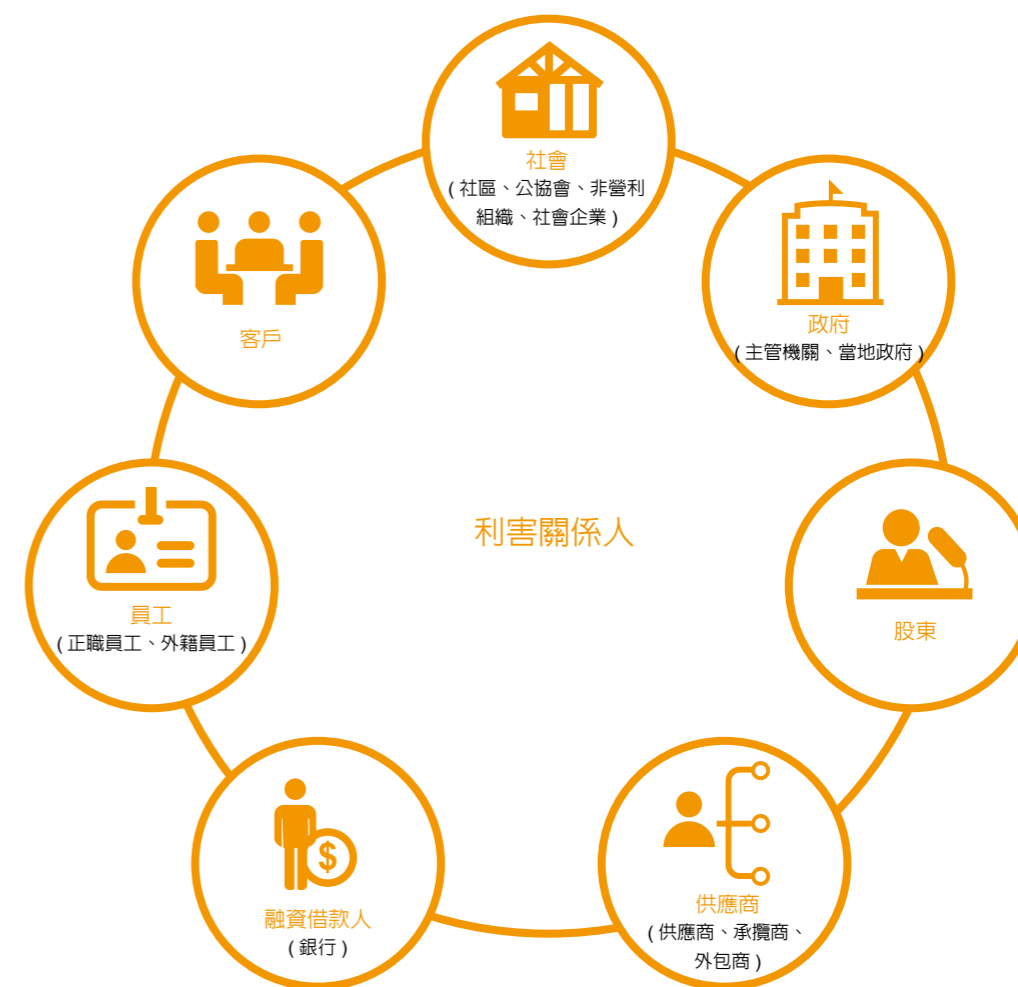 社會
(社區、公協會、非營利
組織、社會企業)
政府
(主管機關、當地政府)
客戶
利害關係人
員工
(正職員工、外籍員工)
股東
融資借款人
(銀行)
$
供應商
(供應商、承攬商、
外包商)